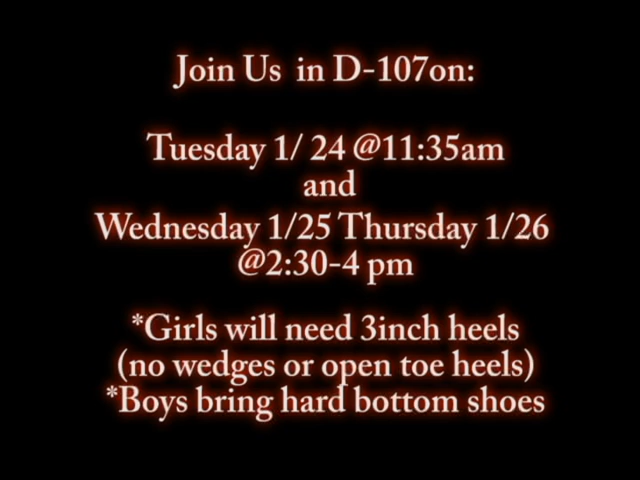 Join Us  in D-107on:
Tuesday 1/ 24 @11:35am
and
Wednesday 1/25 Thursday 1/26
@2:30-4 pm
*Girls will need 3inch heels
(no wedges or open toe heels)
*Boys bring hard bottom shoes